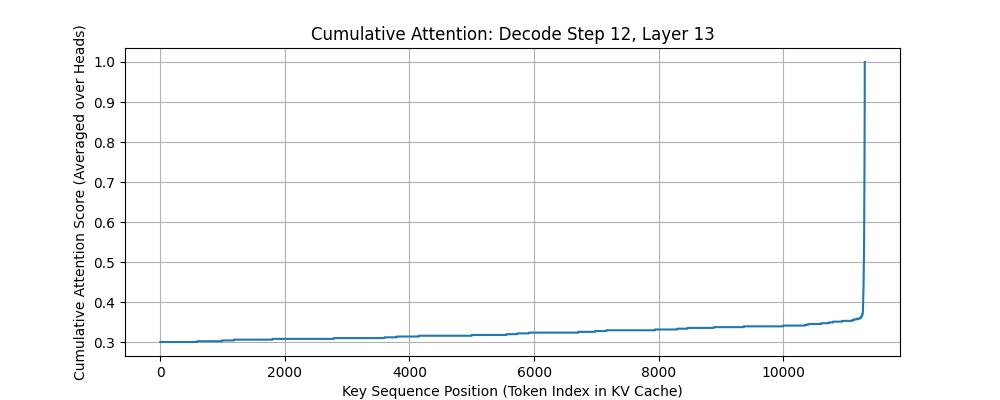 Cumulative Attention: Decode Step 12, Layer 13
Cumulative Attention Score (Averaged over Heads)
1.0
0.9
0.8
0.7
0.6
0.5
0.4
0.3
0 2000 4000 6000 8000 10000
Key Sequence Position (Token Index in KV Cache)